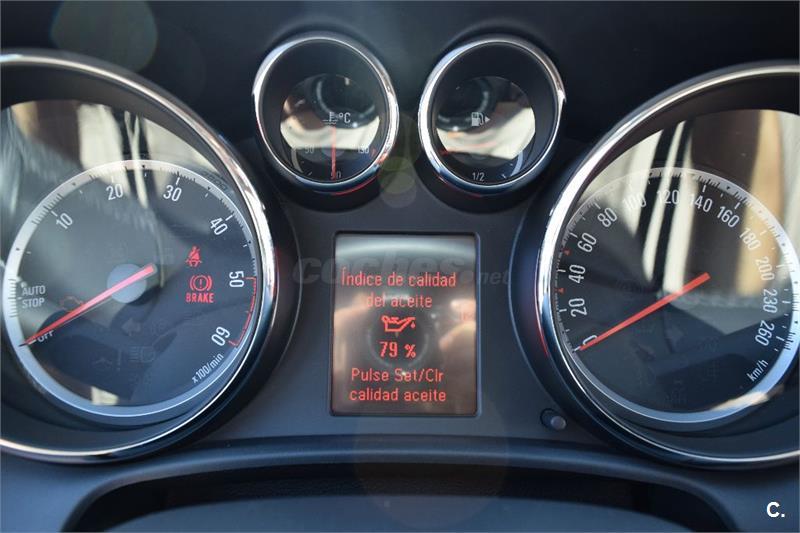 °C
50
90
130
1/2
10
20
30
40
50
60
AUTO
STOP
OFF
BRAKE
x100/min
coches.net
Índice de calidad
del aceite
79 %
Pulse Set/Clr
calidad aceite
0
20
40
60
80
100
120
140
160
180
200
230
260
km/h
C.